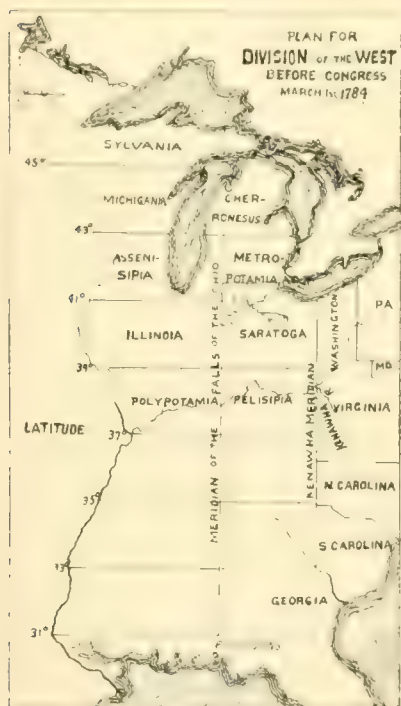 PLAN FOR
DIVISION OF THE WEST
BEFORE CONGRESS
MARCH 1st 1784
SYLVANIA
45°
MICHIGANIA
CHER-
RONESUS
43°
ASSENI-
SIPIA
METRO-
POTAMIA
41°
PA
ILLINOIA
SARATOGA
WASHINGTON
34°
MD
POLYPOTAMIA
PELISIPIA
VIRGINIA
KENAWHA R
LATITUDE
37°
MERIDIAN OF THE FALLS OF THE OHIO
KENAWHA MERIDIAN
N. CAROLINA
35°
S CAROLINA
33°
GEORGIA
31°